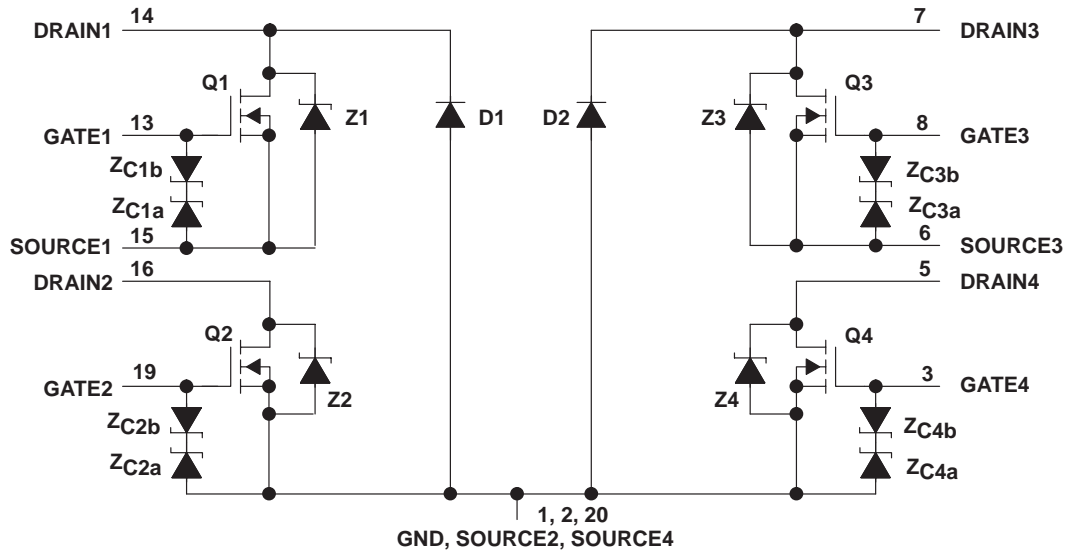 14
7
DRAIN1
DRAIN3
Q1
Q3
Z1
D1
D2
Z3
13
8
GATE1
GATE3
ZC1b
ZC3b
ZC1a
ZC3a
15
6
SOURCE1
SOURCE3
16
5
DRAIN2
DRAIN4
Q2
Q4
19
3
GATE2
Z2
Z4
GATE4
ZC2b
ZC4b
ZC2a
ZC4a
1, 2, 20
GND, SOURCE2, SOURCE4